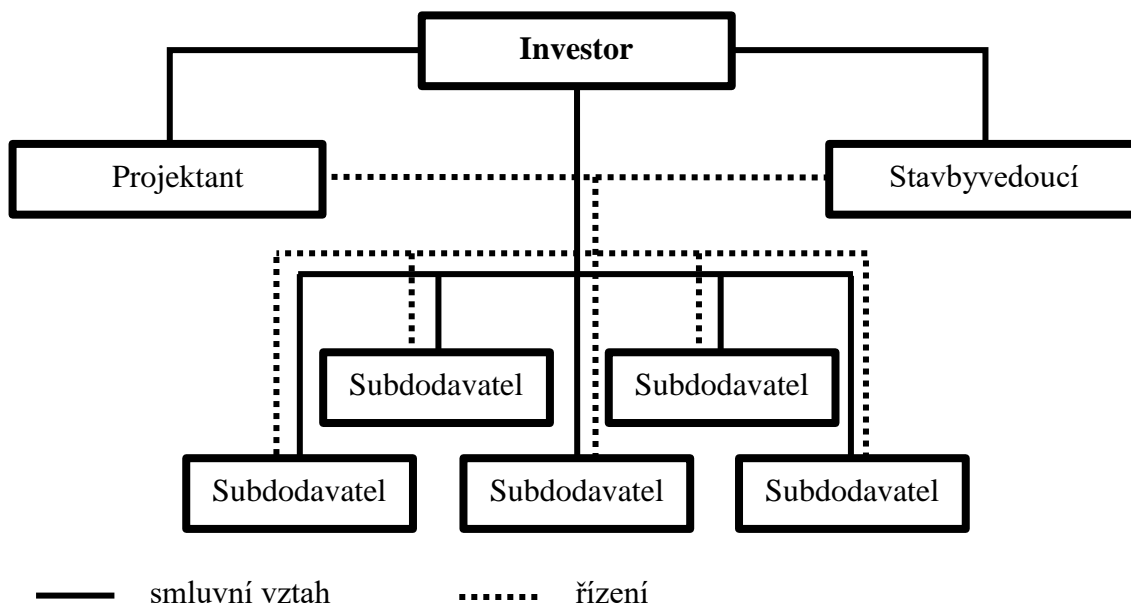 Investor
Projektant
Stavbyvedoucí
Subdodavatel
Subdodavatel
Subdodavatel
Subdodavatel
Subdodavatel
smluvní vztah
řízení